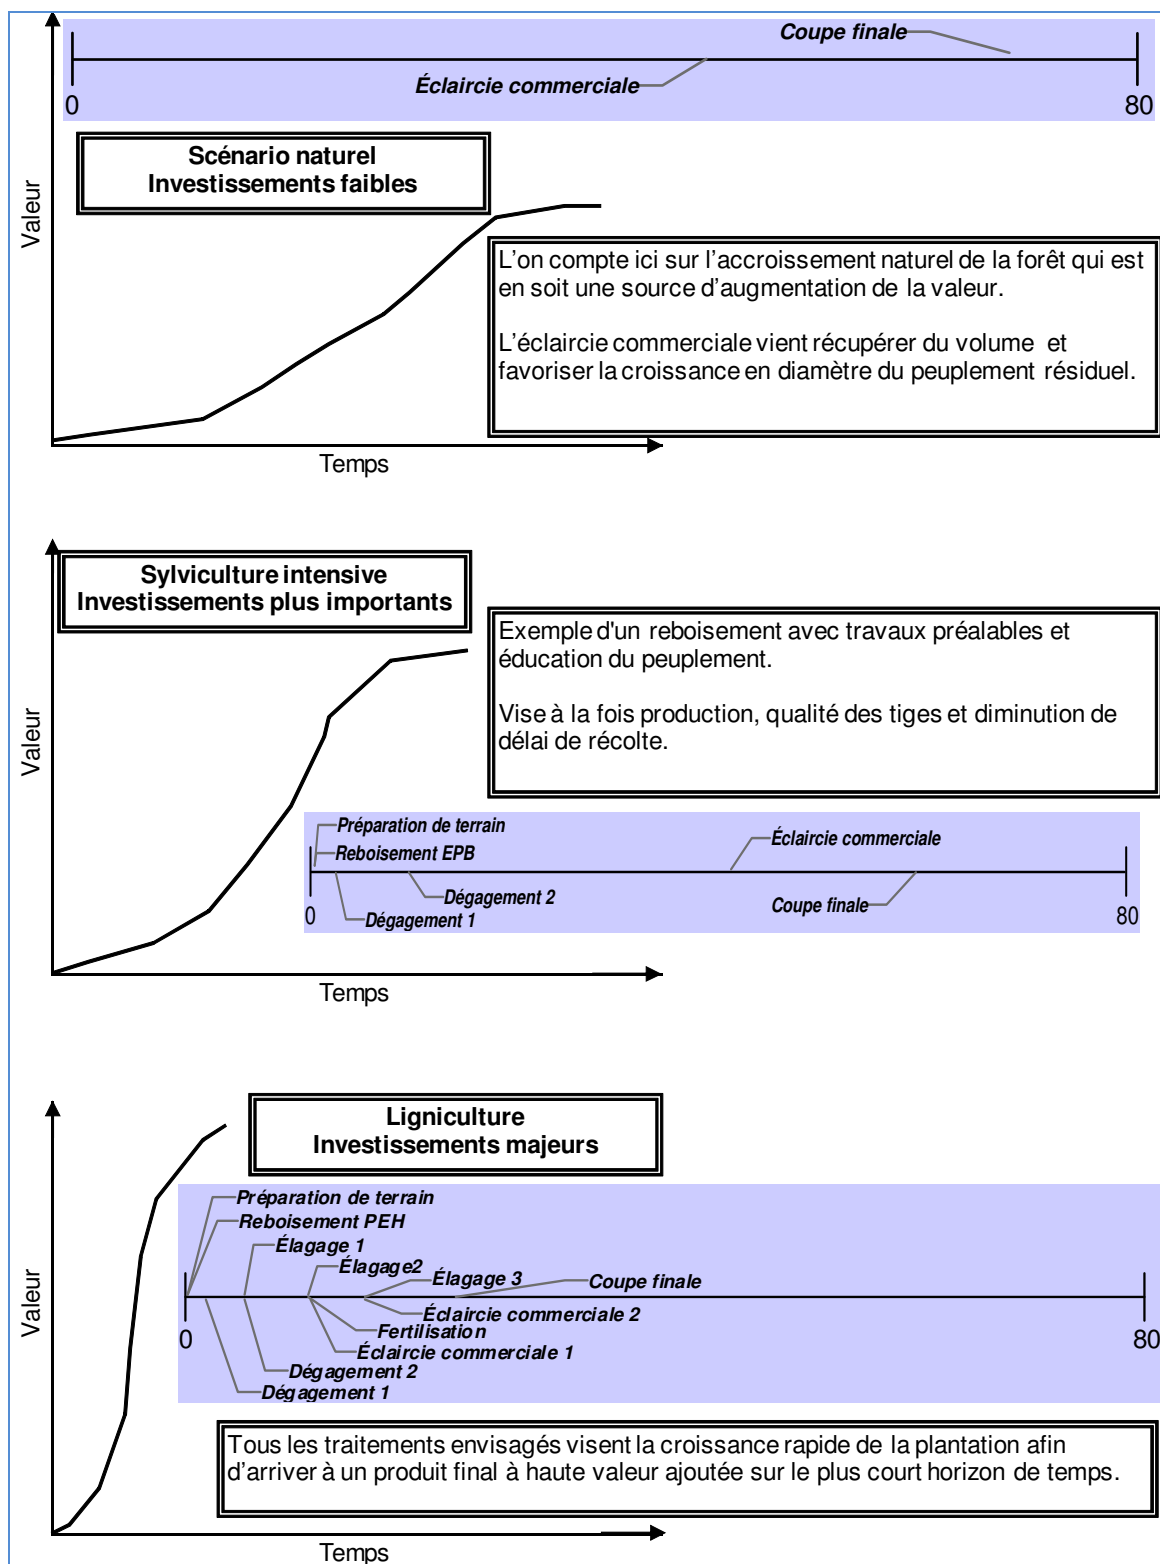 Coupe finale
Éclaircie commerciale
0
80
Scénario naturel
Investissements faibles
Valeur
L'on compte ici sur l'accroissement naturel de la forêt qui est
en soit une source d'augmentation de la valeur.
L'éclaircie commerciale vient récupérer du volume et
favoriser la croissance en diamètre du peuplement résiduel.
Temps
Sylviculture intensive
Investissements plus importants
Exemple d'un reboisement avec travaux préalables et
éducation du peuplement.
Vise à la fois production, qualité des tiges et diminution de
délai de récolte.
Valeur
Préparation de terrain
Reboisement EPB
Éclaircie commerciale
Dégagement 2
Dégagement 1
Coupe finale
0
80
Temps
Ligniculture
Investissements majeurs
Valeur
Préparation de terrain
Reboisement PEH
Élagage 1
Élagage2
Élagage 3
Coupe finale
Éclaircie commerciale 2
Fertilisation
Éclaircie commerciale 1
Dégagement 2
Dégagement 1
0
80
Tous les traitements envisagés visent la croissance rapide de la plantation afin
d'arriver à un produit final à haute valeur ajoutée sur le plus court horizon de temps.
Temps